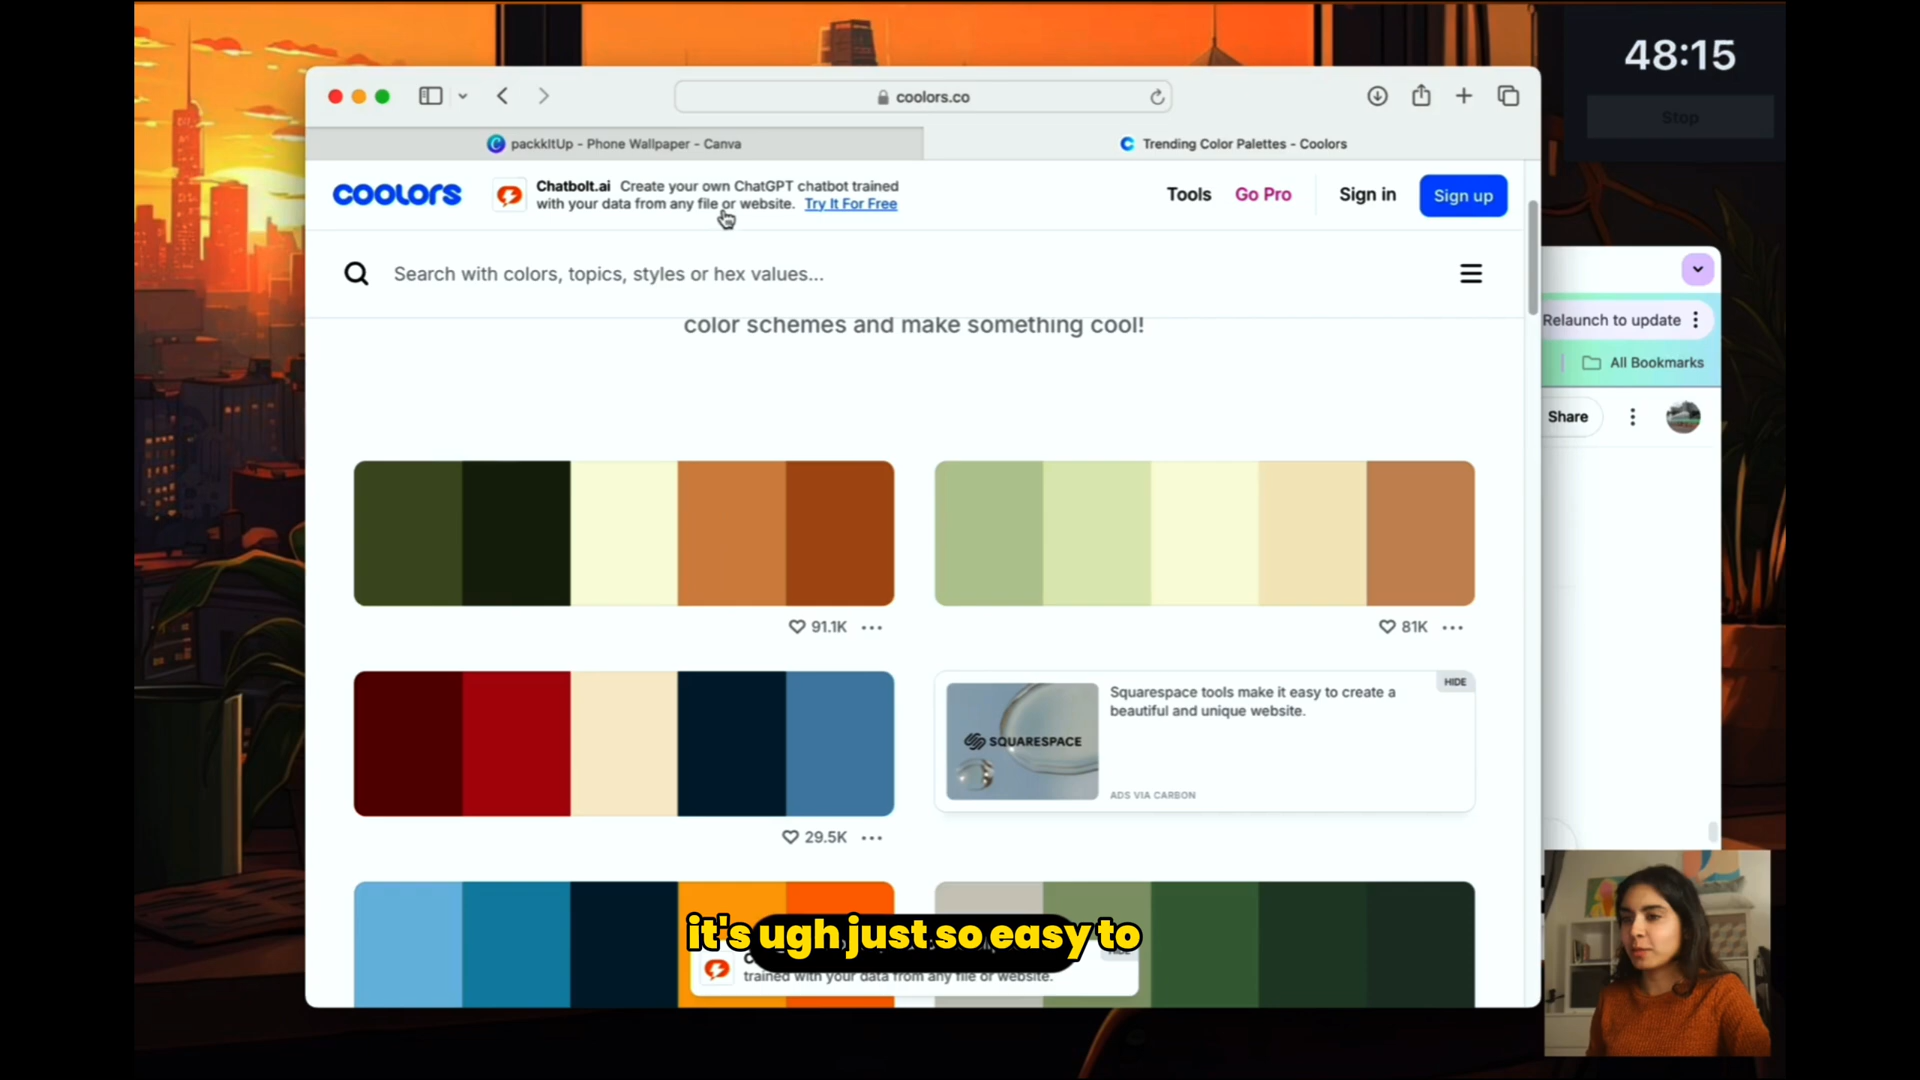 48:15
Stop
coolors.co
packkItUp - Phone Wallpaper - Canva
Trending Color Palettes - Coolors
coolors
Chatbolt.ai Create your own ChatGPT chatbot trained
with your data from any file or website. Try It For Free
Tools
Go Pro
Sign in
Sign up
Search with colors, topics, styles or hex values...
color schemes and make something cool!
Relaunch to update
All Bookmarks
Share
91.1K
81K
HIDE
Squarespace tools make it easy to create a
beautiful and unique website.
SQUARESPACE
ADS VIA CARBON
29.5K
it's ugh just so easy to
trained with your data from any file or website.